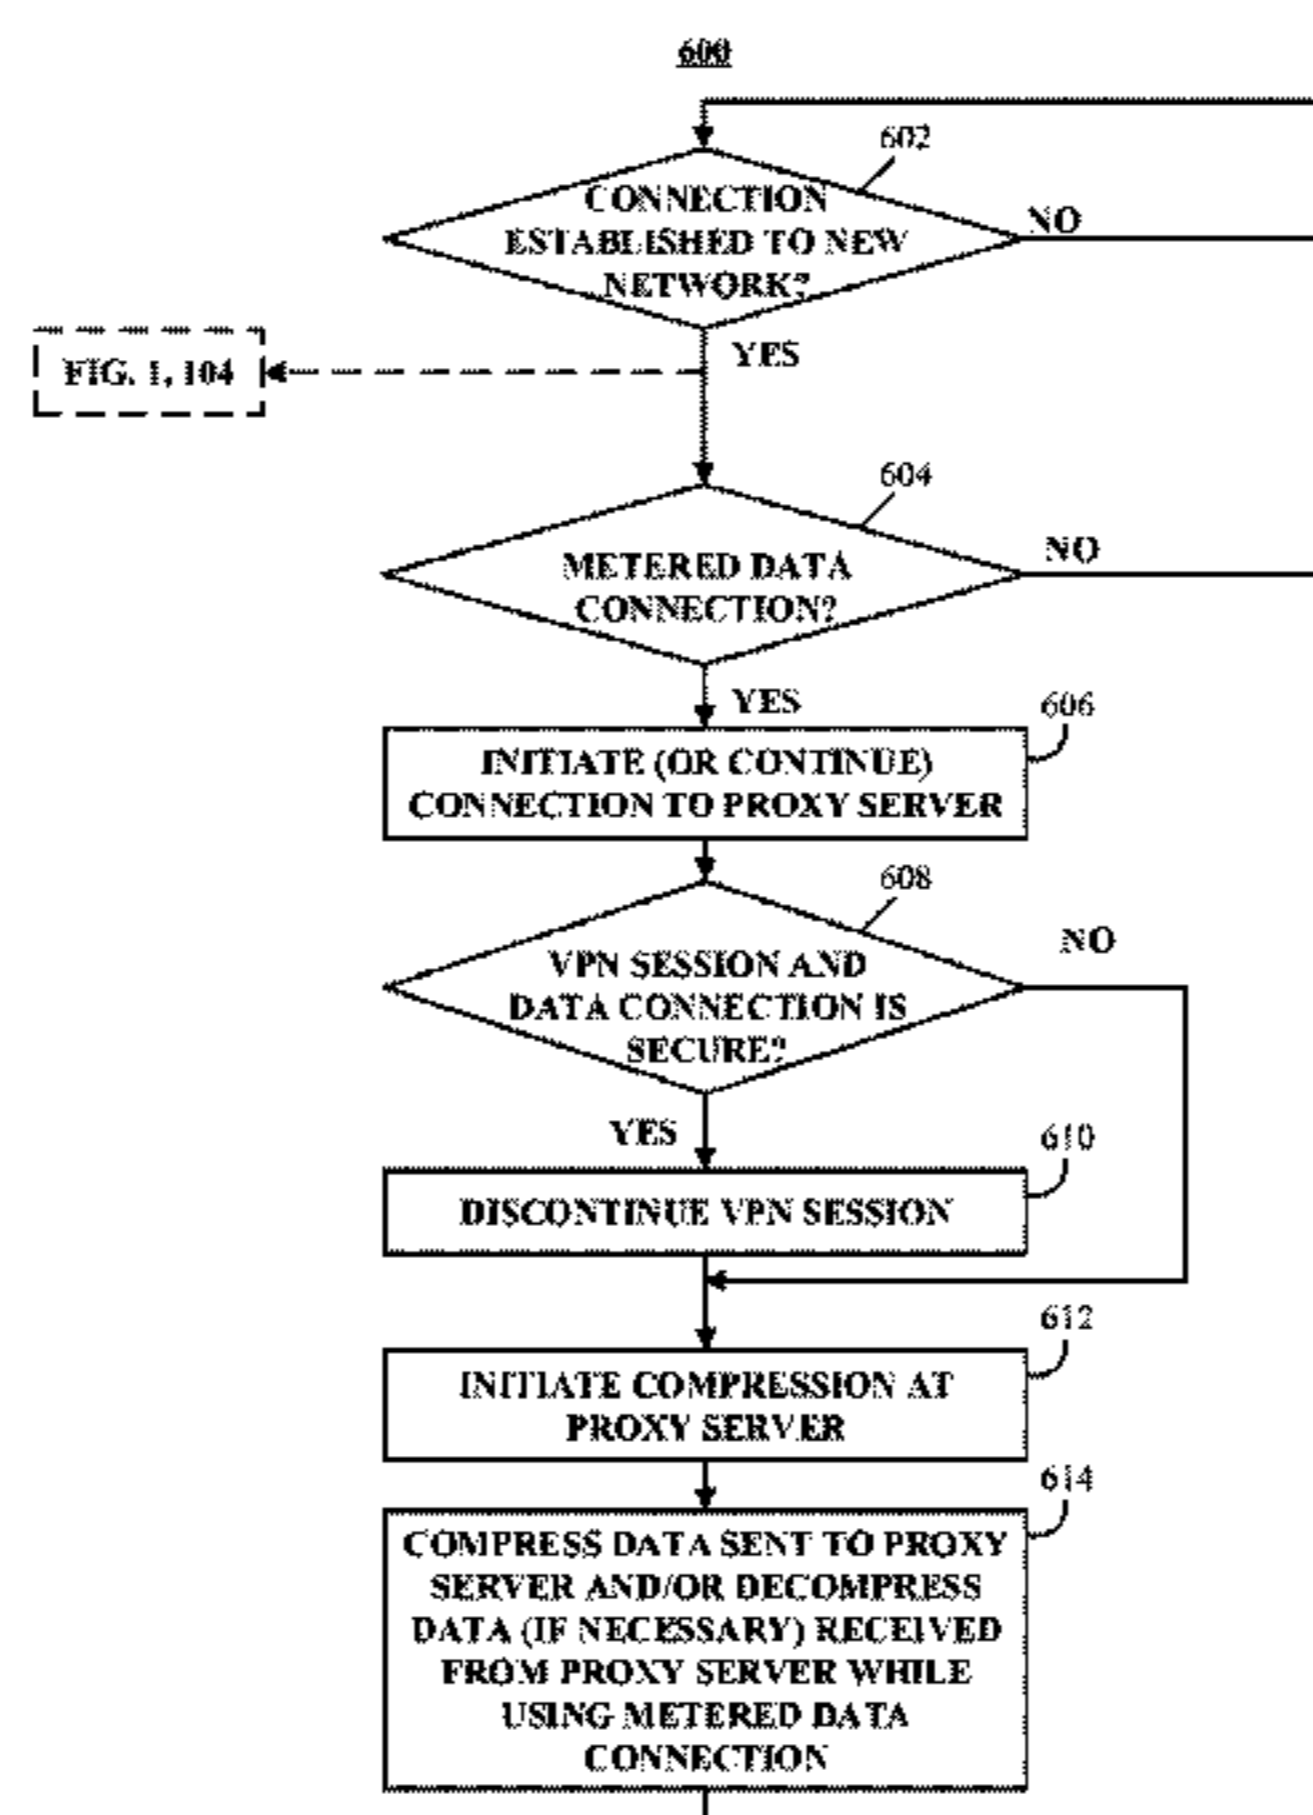 600
602
CONNECTION
ESTABLISHED TO NEW
NETWORK?
NO
YES
FIG. 1, 104
604
METERED DATA
CONNECTION?
NO
YES
606
INITIATE (OR CONTINUE)
CONNECTION TO PROXY SERVER
608
VPN SESSION AND
DATA CONNECTION IS
SECURE?
NO
YES
610
DISCONTINUE VPN SESSION
612
INITIATE COMPRESSION AT
PROXY SERVER
614
COMPRESS DATA SENT TO PROXY
SERVER AND/OR DECOMPRESS
DATA (IF NECESSARY) RECEIVED
FROM PROXY SERVER WHILE
USING METERED DATA
CONNECTION